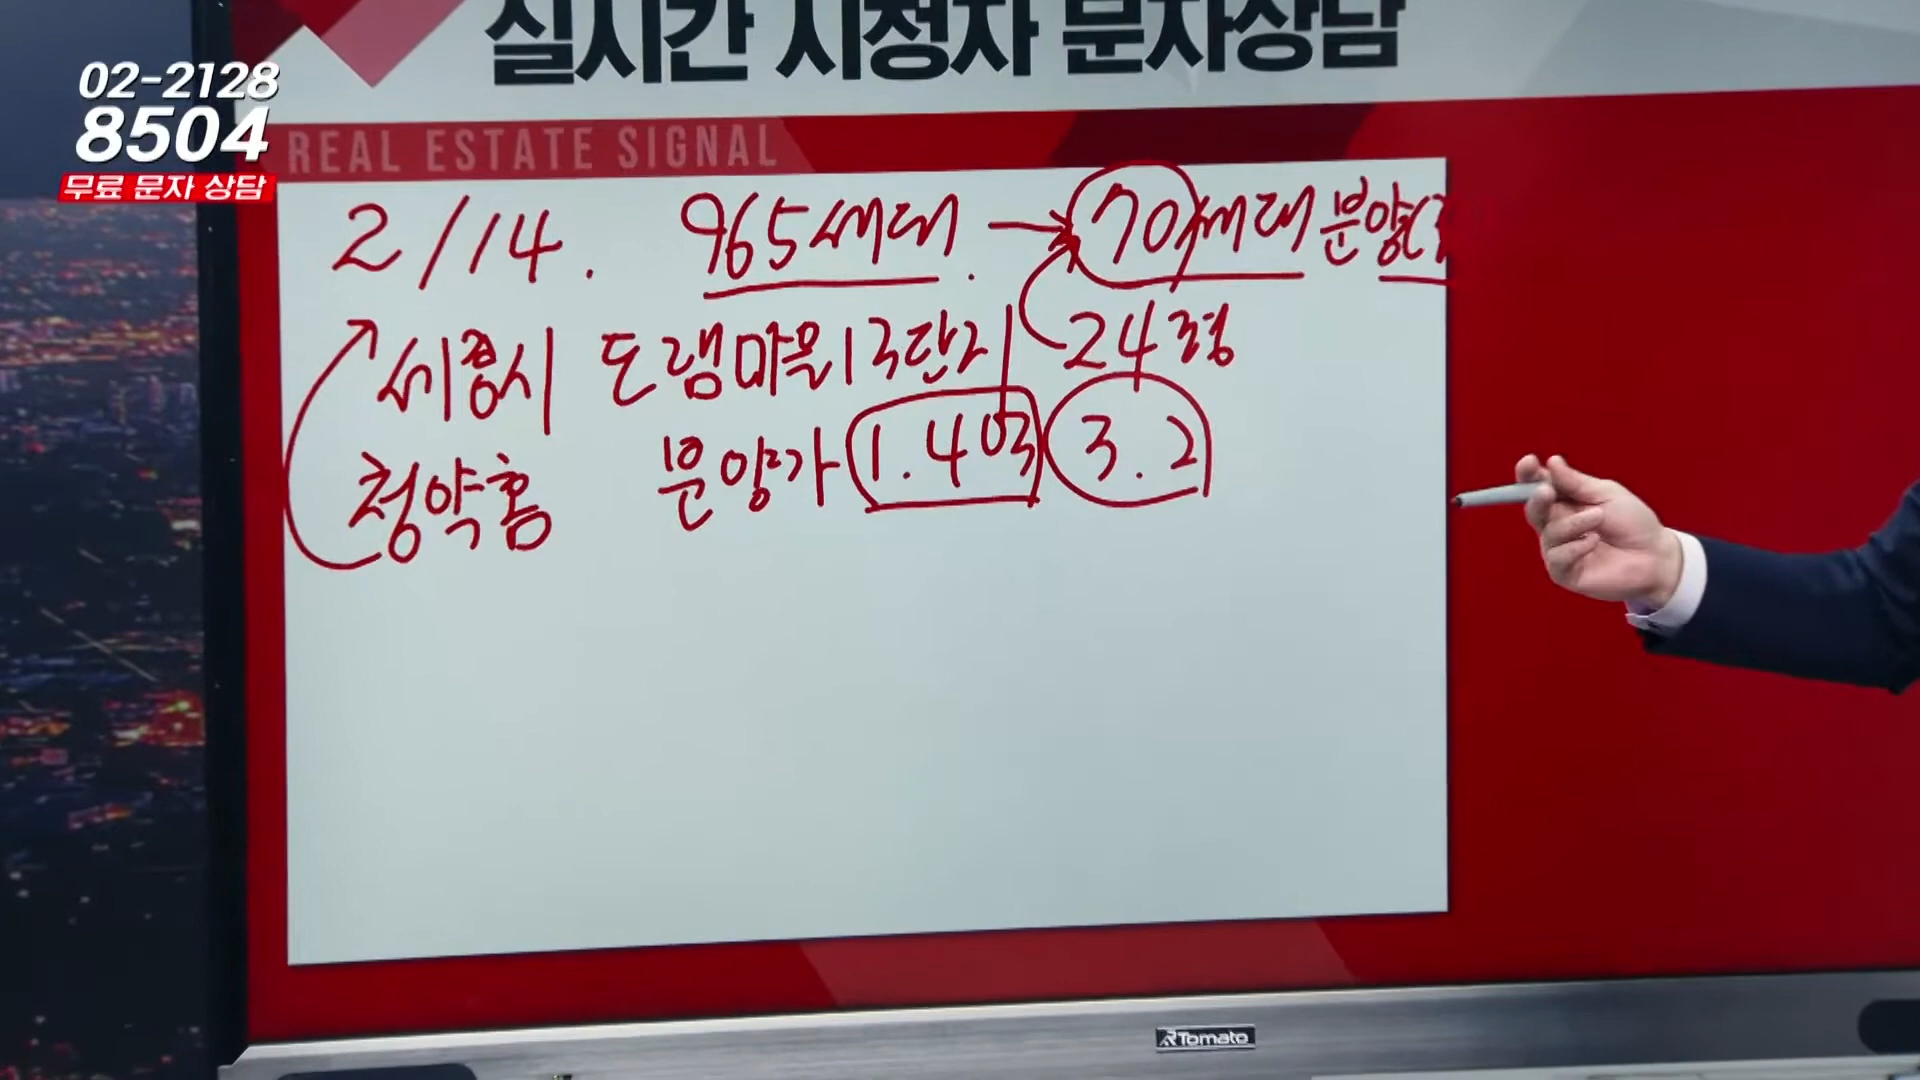 실시간 시청자 문자상담
02-2128
8504
무료 문자 상담
REAL ESTATE SIGNAL
2/14. 965세대. → 70세대 분양(
세종시 도램마을13단지 24평
청약홈 분양가 1.4억 3.2
RTomato